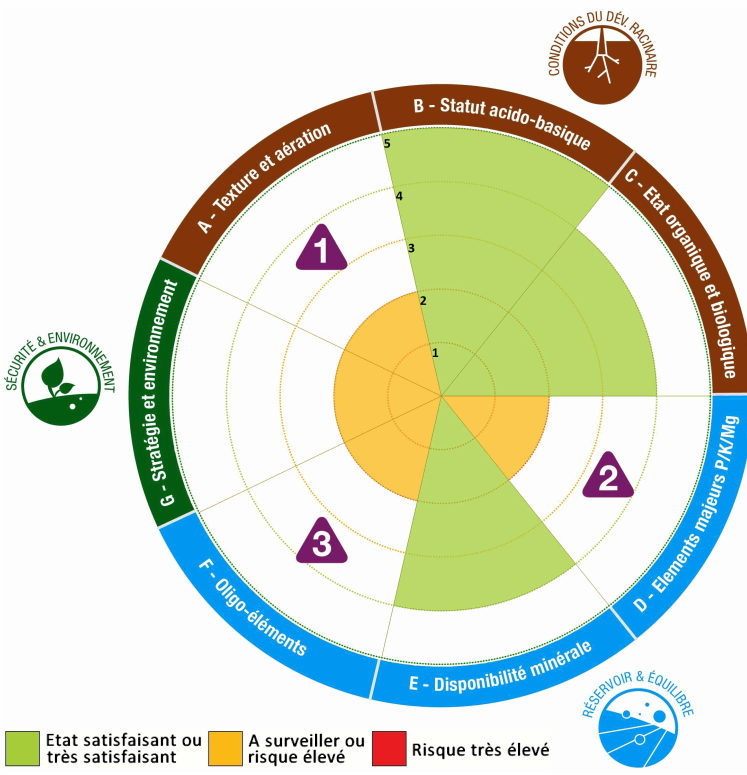 CONDITIONS DU DÉV. RACINAIRE
B - Statut acido-basique
A - Texture et aération
C - Etat organique et biologique
5
4
3
2
1
1
SÉCURITÉ & ENVIRONNEMENT
G - Stratégie et environnement
2
D - Elements majeurs P/K/Mg
3
F - Oligo-éléments
E - Disponibilité minérale
RÉSERVOIR & ÉQUILIBRE
Etat satisfaisant ou
très satisfaisant
A surveiller ou
risque élevé
Risque très élevé